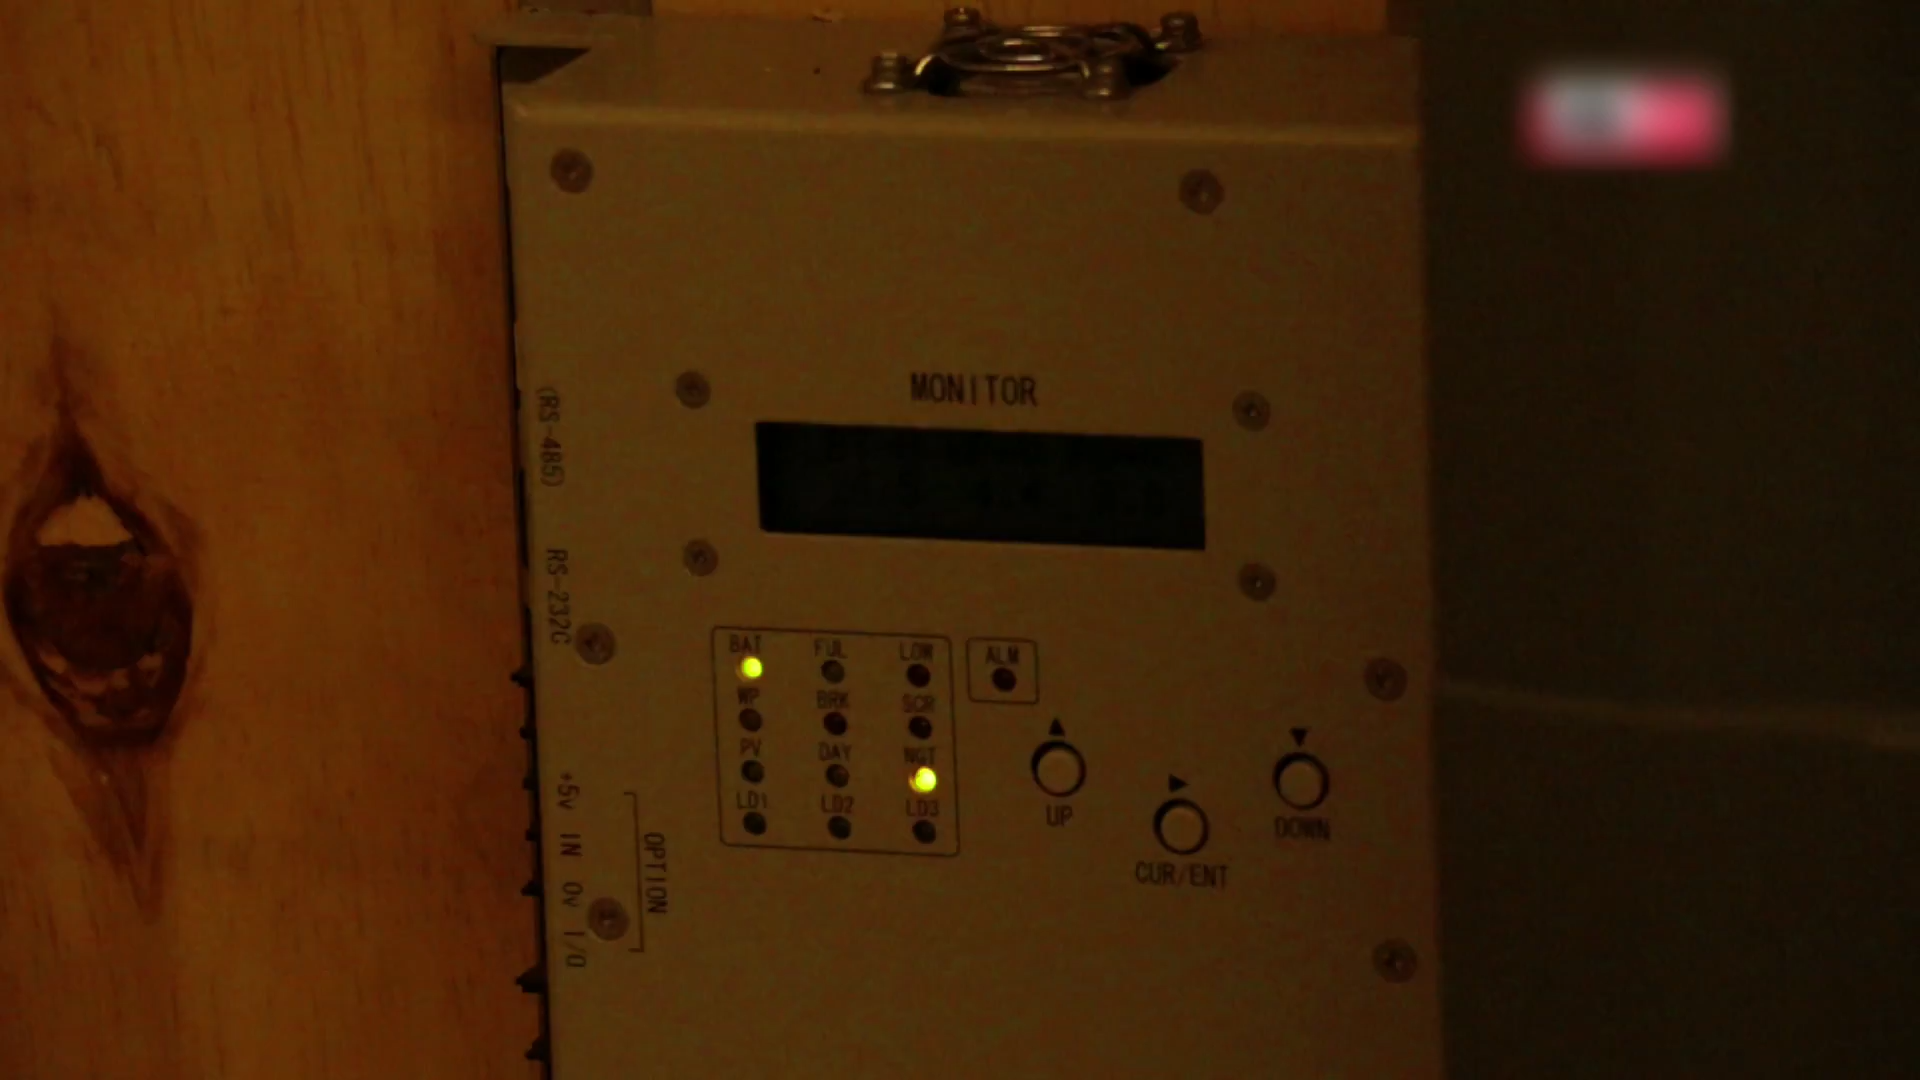 MONITOR
(RS-485)
RS-232C
BAT FUL LOW ALM
WP BRK SCR
PV DAY NGT
LD1 LD2 LD3
UP
CUR/ENT
DOWN
+5v IN 0v I/O
OPTION